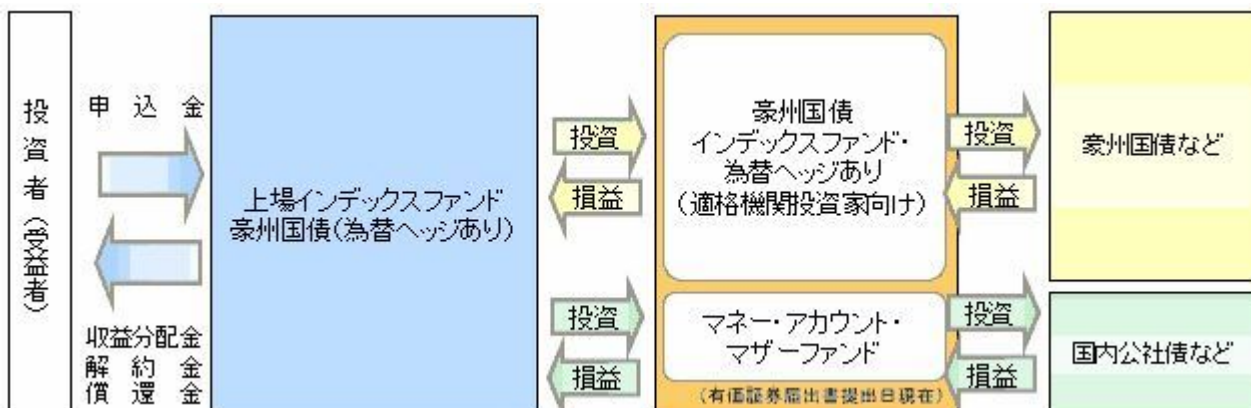 投資者（受益者）
申込金
収益分配金
解約金
償還金
上場インデックスファンド
豪州国債（為替ヘッジあり）
投資
損益
投資
損益
豪州国債
インデックスファンド・
為替ヘッジあり
（適格機関投資家向け）
マネー・アカウント・
マザーファンド
（有価証券届出書提出日現在）
投資
損益
投資
損益
豪州国債など
国内公社債など